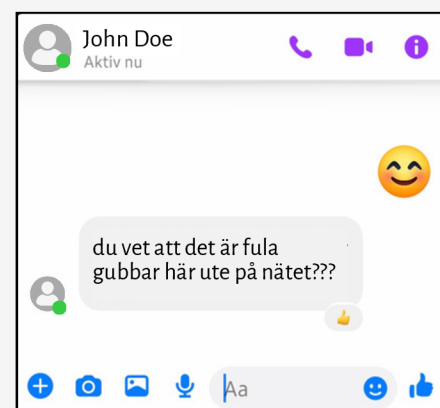 John Doe
Aktiv nu
du vet att det är fula
gubbar här ute på nätet???
Aa